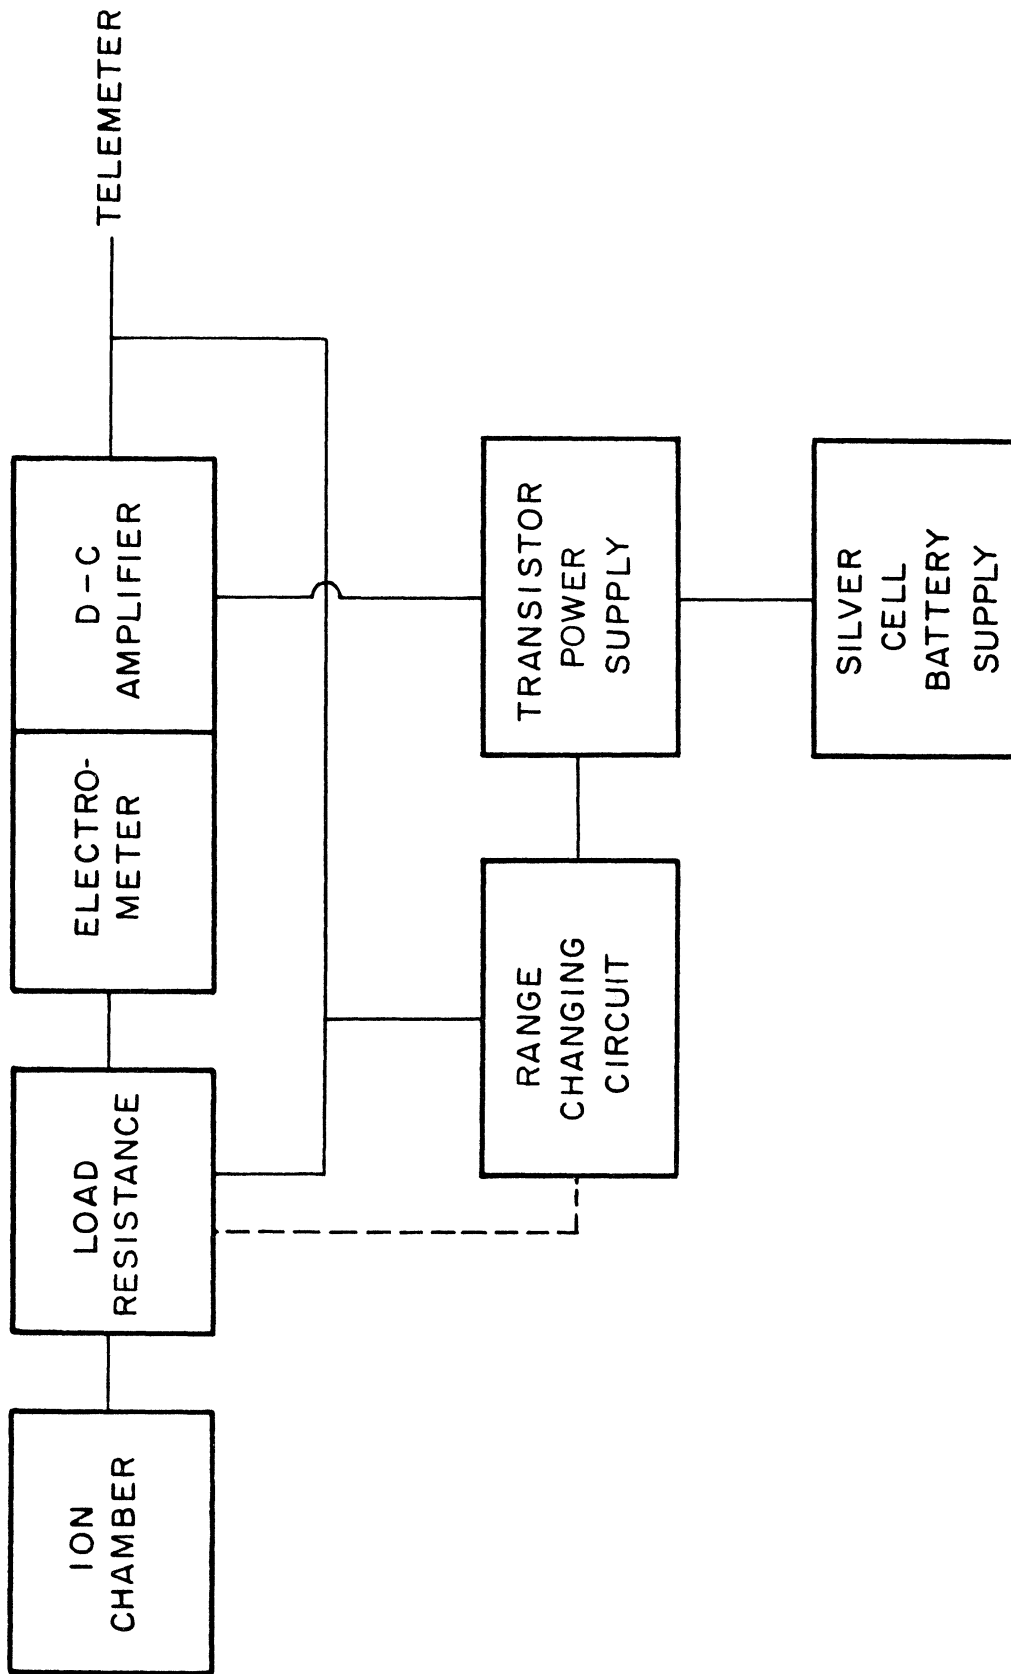 ION
CHAMBER
LOAD
RESISTANCE
ELECTRO-
METER
D-C
AMPLIFIER
TELEMETER
RANGE
CHANGING
CIRCUIT
TRANSISTOR
POWER
SUPPLY
SILVER
CELL
BATTERY
SUPPLY